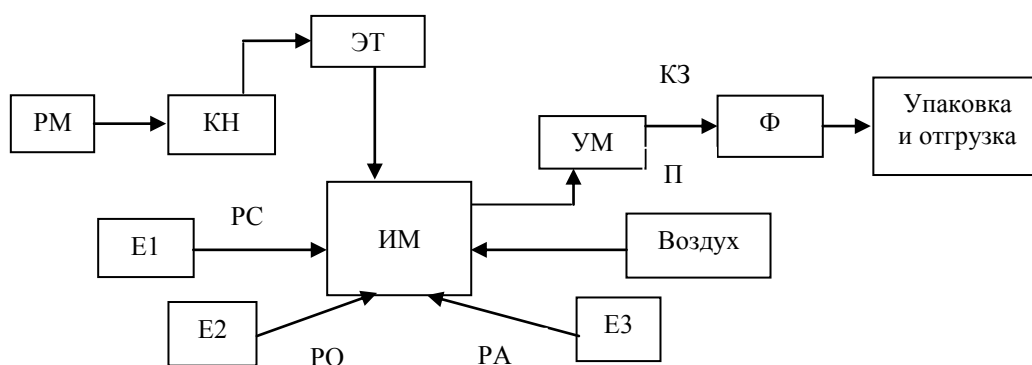 ЭТ
КЗ
РМ
КН
УМ
Ф
Упаковка
и отгрузка
П
РС
Е1
ИМ
Воздух
Е2
Е3
РО
РА